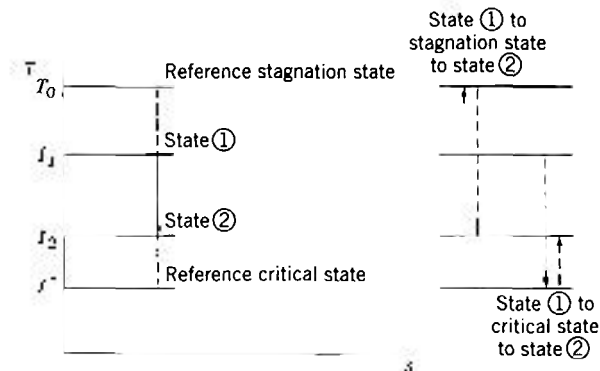 State ① to
stagnation state
to state ②
T₀
Reference stagnation state
State ①
State ②
Reference critical state
State ① to
critical state
to state ②